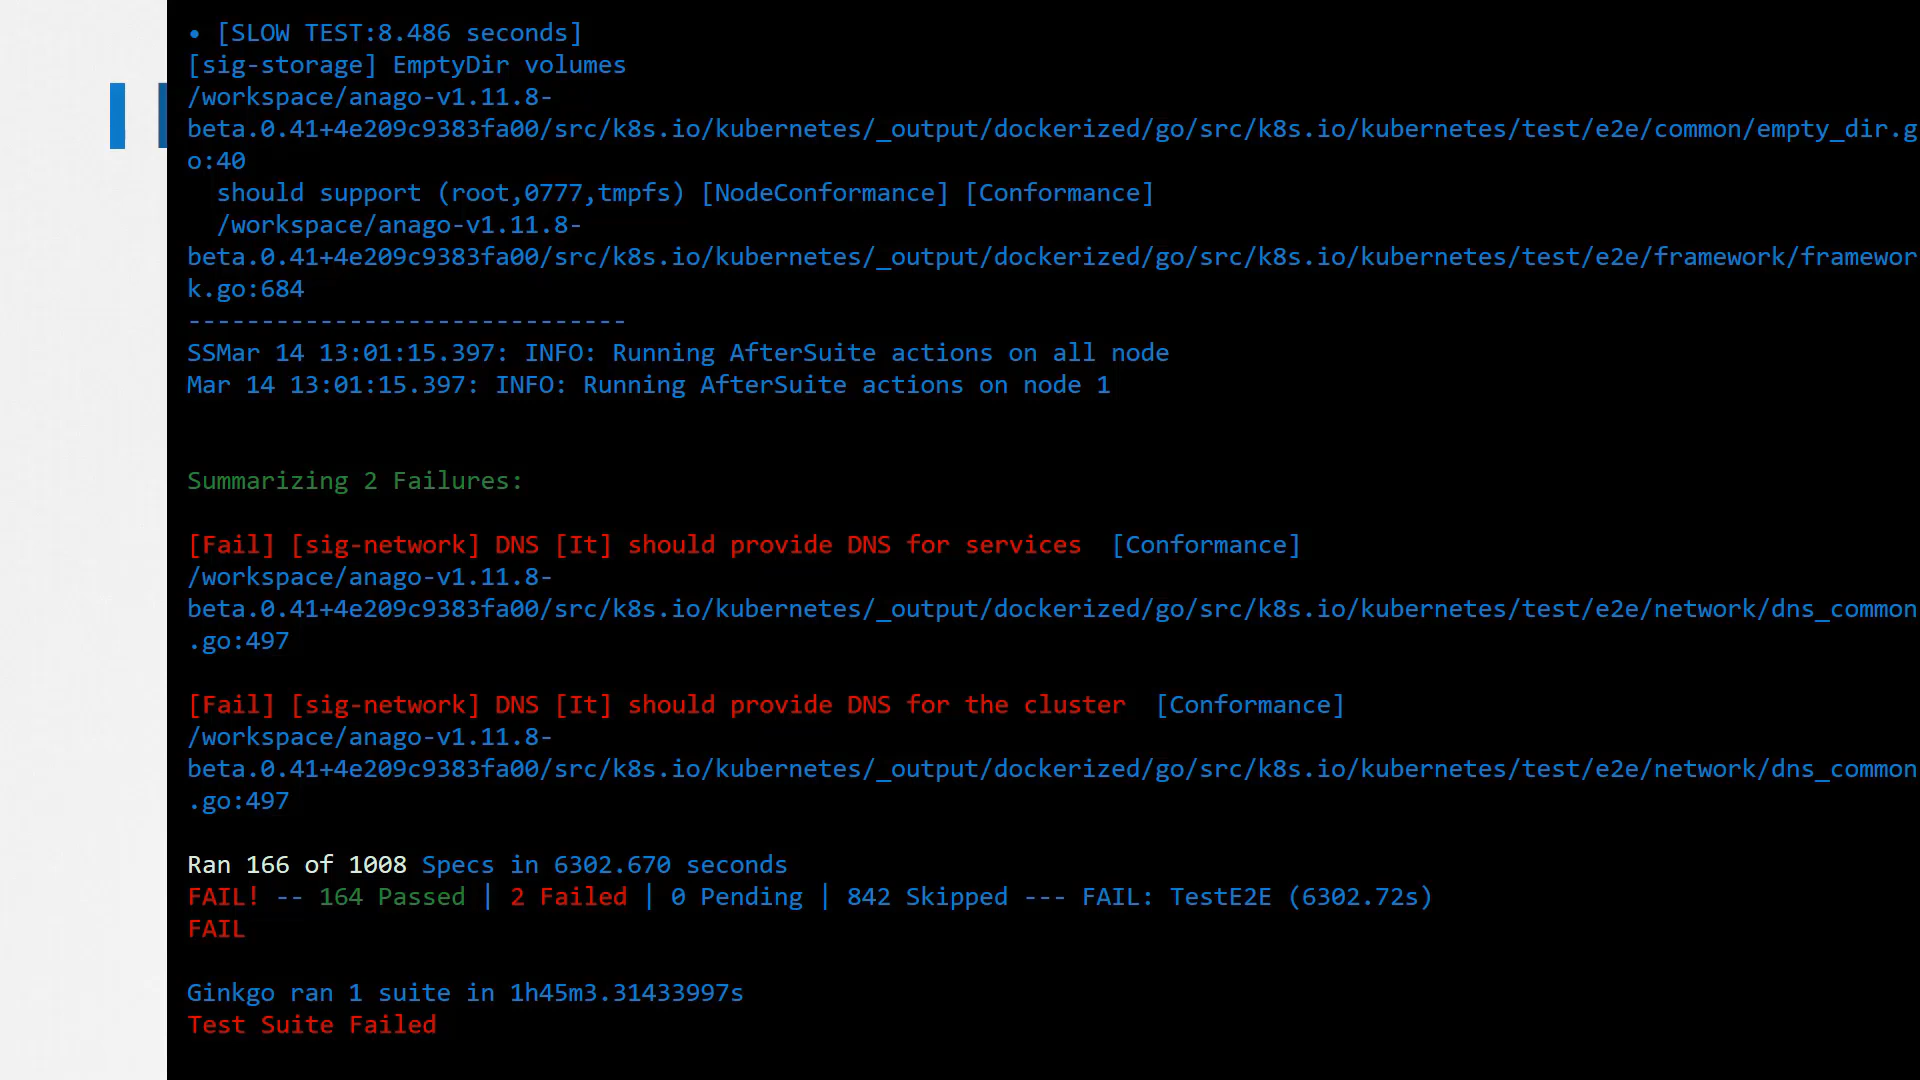 • [SLOW TEST:8.486 seconds]
[sig-storage] EmptyDir volumes
/workspace/anago-v1.11.8-
beta.0.41+4e209c9383fa00/src/k8s.io/kubernetes/_output/dockerized/go/src/k8s.io/kubernetes/test/e2e/common/empty_dir.g
o:40
  should support (root,0777,tmpfs) [NodeConformance] [Conformance]
  /workspace/anago-v1.11.8-
beta.0.41+4e209c9383fa00/src/k8s.io/kubernetes/_output/dockerized/go/src/k8s.io/kubernetes/test/e2e/framework/framewor
k.go:684
------------------------------
SSMar 14 13:01:15.397: INFO: Running AfterSuite actions on all node
Mar 14 13:01:15.397: INFO: Running AfterSuite actions on node 1
Summarizing 2 Failures:
[Fail] [sig-network] DNS [It] should provide DNS for services  [Conformance]
/workspace/anago-v1.11.8-
beta.0.41+4e209c9383fa00/src/k8s.io/kubernetes/_output/dockerized/go/src/k8s.io/kubernetes/test/e2e/network/dns_common
.go:497
[Fail] [sig-network] DNS [It] should provide DNS for the cluster  [Conformance]
/workspace/anago-v1.11.8-
beta.0.41+4e209c9383fa00/src/k8s.io/kubernetes/_output/dockerized/go/src/k8s.io/kubernetes/test/e2e/network/dns_common
.go:497
Ran 166 of 1008 Specs in 6302.670 seconds
FAIL! -- 164 Passed | 2 Failed | 0 Pending | 842 Skipped --- FAIL: TestE2E (6302.72s)
FAIL
Ginkgo ran 1 suite in 1h45m3.31433997s
Test Suite Failed